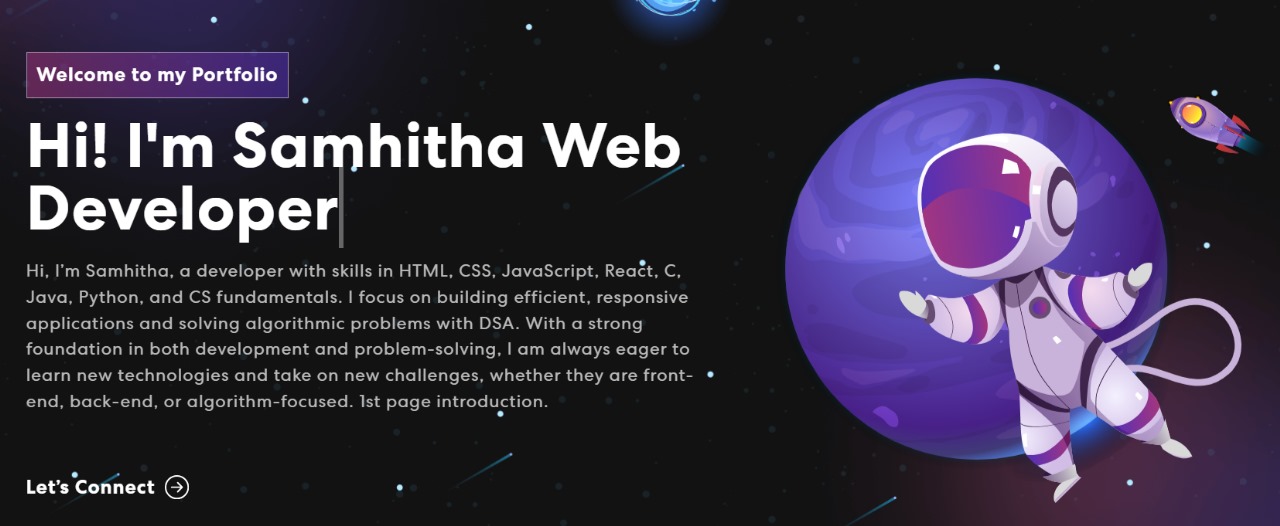 Welcome to my Portfolio
Hi! I'm Samhitha Web
Developer
Hi, I’m Samhitha, a developer with skills in HTML, CSS, JavaScript, React, C,
Java, Python, and CS fundamentals. I focus on building efficient, responsive
applications and solving algorithmic problems with DSA. With a strong
foundation in both development and problem-solving, I am always eager to
learn new technologies and take on new challenges, whether they are front-
end, back-end, or algorithm-focused. 1st page introduction.
Let’s Connect